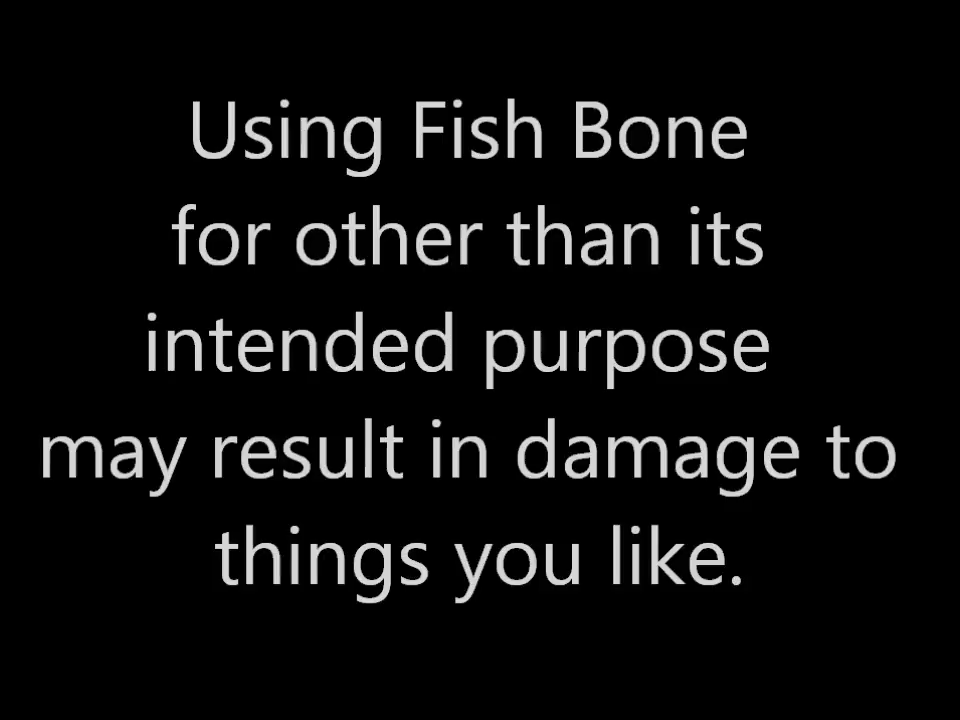 Using Fish Bone
for other than its
intended purpose
may result in damage to
things you like.